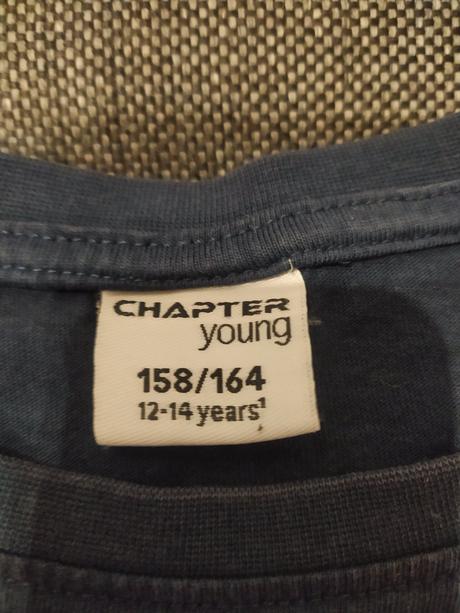 CHAPTER
young
158/164
12-14 years¹